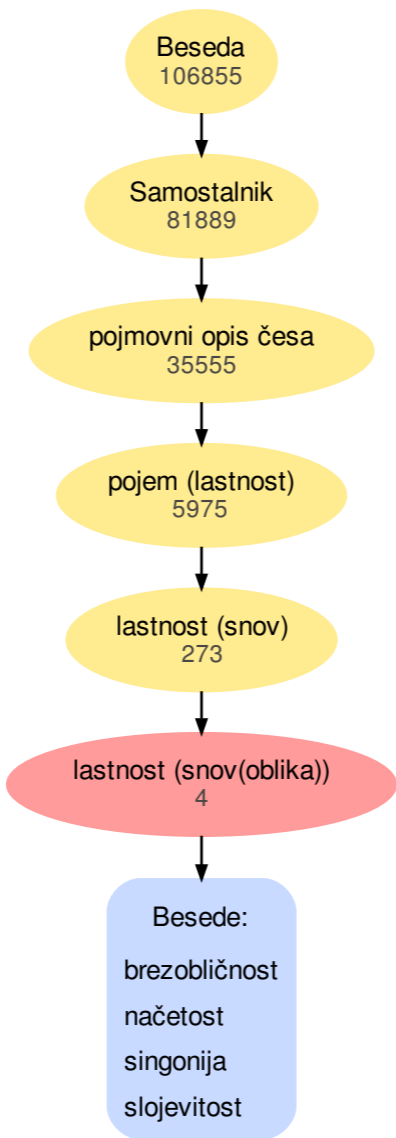 Beseda
106855
Samostalnik
81889
pojmovni opis česa
35555
pojem (lastnost)
5975
lastnost (snov)
273
lastnost (snov(oblika))
4
Besede:
brezobličnost
načetost
singonija
slojevitost